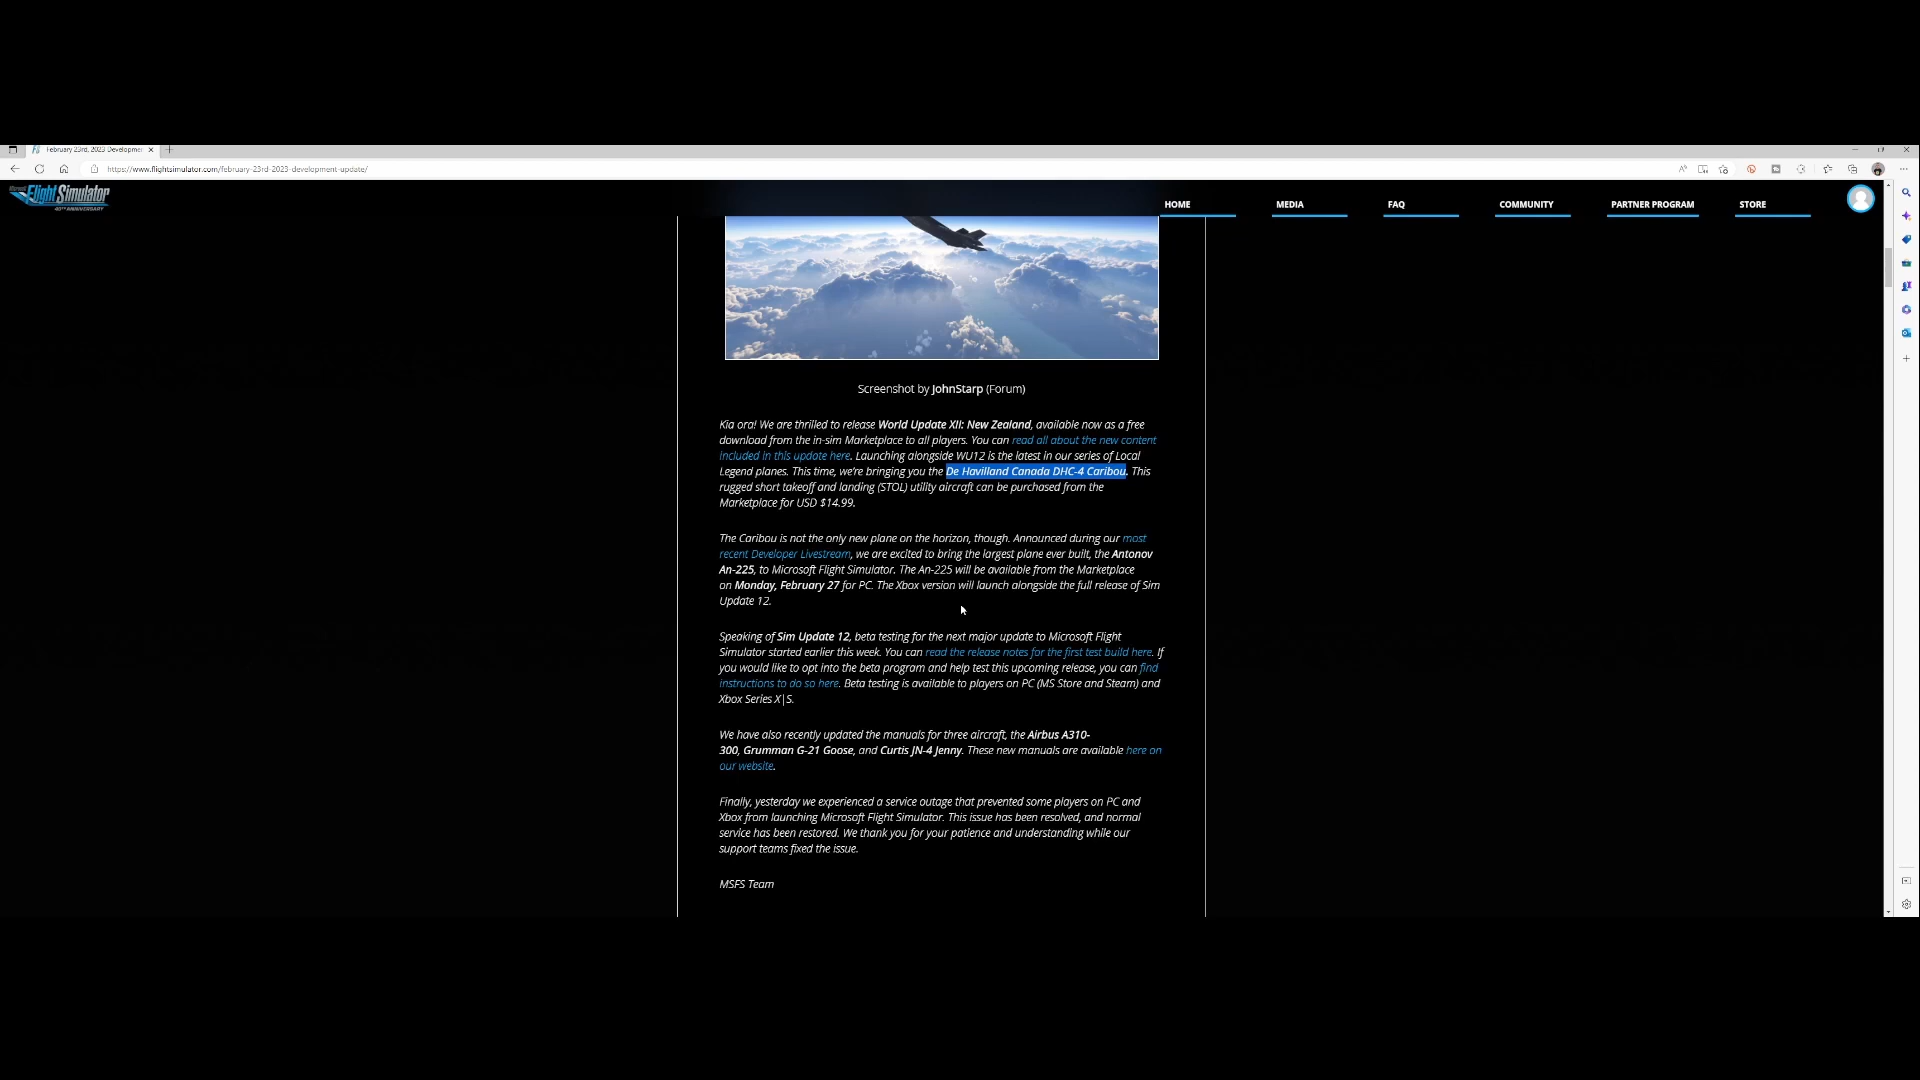 February 23rd, 2023 Developme
https://www.flightsimulator.com/february-23rd-2023-development-update/
Microsoft
Flight Simulator
40TH ANNIVERSARY
HOME
MEDIA
FAQ
COMMUNITY
PARTNER PROGRAM
STORE
Screenshot by JohnStarp (Forum)
Kia ora! We are thrilled to release World Update XII: New Zealand, available now as a free
download from the in-sim Marketplace to all players. You can read all about the new content
included in this update here. Launching alongside WU12 is the latest in our series of Local
Legend planes. This time, we're bringing you the De Havilland Canada DHC-4 Caribou. This
rugged short takeoff and landing (STOL) utility aircraft can be purchased from the
Marketplace for USD $14.99.
The Caribou is not the only new plane on the horizon, though. Announced during our most
recent Developer Livestream, we are excited to bring the largest plane ever built, the Antonov
An-225, to Microsoft Flight Simulator. The An-225 will be available from the Marketplace
on Monday, February 27 for PC. The Xbox version will launch alongside the full release of Sim
Update 12.
Speaking of Sim Update 12, beta testing for the next major update to Microsoft Flight
Simulator started earlier this week. You can read the release notes for the first test build here. If
you would like to opt into the beta program and help test this upcoming release, you can find
instructions to do so here. Beta testing is available to players on PC (MS Store and Steam) and
Xbox Series X|S.
We have also recently updated the manuals for three aircraft, the Airbus A310-
300, Grumman G-21 Goose, and Curtis JN-4 Jenny. These new manuals are available here on
our website.
Finally, yesterday we experienced a service outage that prevented some players on PC and
Xbox from launching Microsoft Flight Simulator. This issue has been resolved, and normal
service has been restored. We thank you for your patience and understanding while our
support teams fixed the issue.
MSFS Team